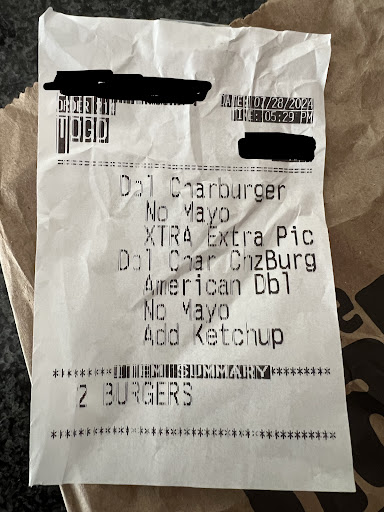 ORDER
DATE: 07/28/2024
TIME: 05:29 PM
TOGO
Dbl Charburger
No Mayo
XTRA Extra Pic
Dbl Char ChzBurg
American Dbl
No Mayo
Add Ketchup
***********ITEM SUMMARY***********
2 BURGERS
**********************************